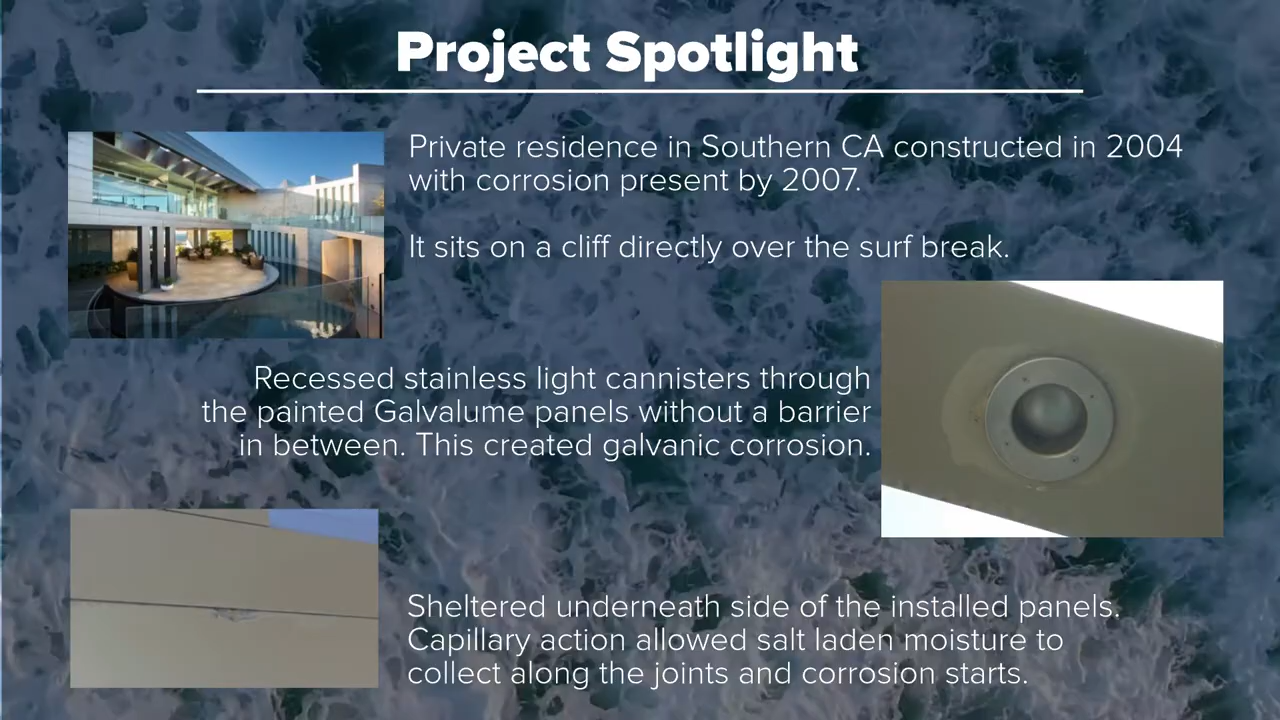 Project Spotlight
Private residence in Southern CA constructed in 2004
with corrosion present by 2007.
It sits on a cliff directly over the surf break.
Recessed stainless light cannisters through
the painted Galvalume panels without a barrier
in between. This created galvanic corrosion.
Sheltered underneath side of the installed panels.
Capillary action allowed salt laden moisture to
collect along the joints and corrosion starts.